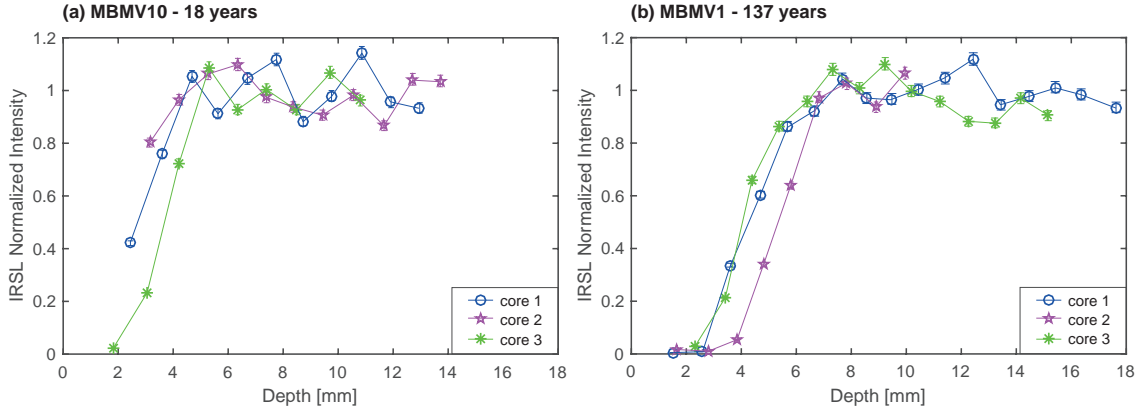 (a) MBMV10 - 18 years
1.2
1
0.8
0.6
0.4
0.2
0
IRSL Normalized Intensity
0 2 4 6 8 10 12 14 16 18
Depth [mm]
core 1
core 2
core 3
(b) MBMV1 - 137 years
1.2
1
0.8
0.6
0.4
0.2
0
IRSL Normalized Intensity
0 2 4 6 8 10 12 14 16 18
Depth [mm]
core 1
core 2
core 3